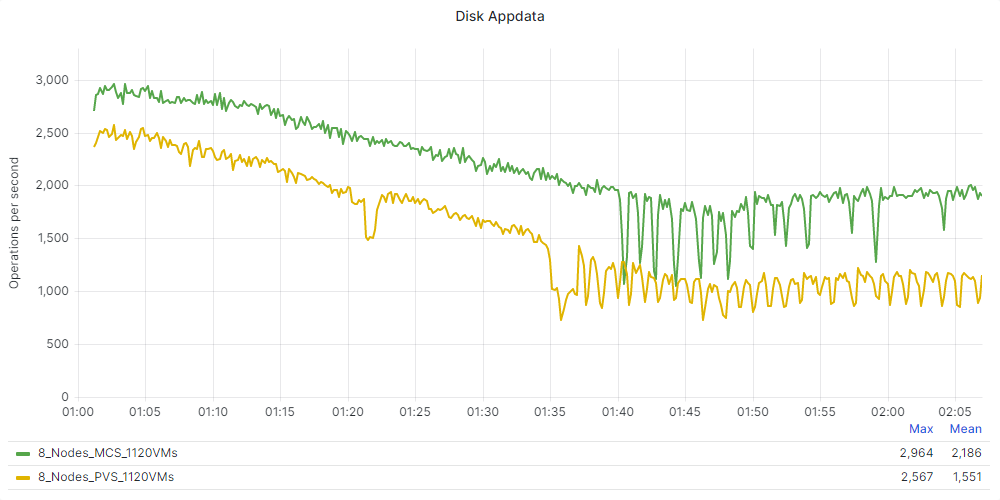 Disk Appdata
Operations per second
3,000
2,500
2,000
1,500
1,000
500
0
01:00 01:05 01:10 01:15 01:20 01:25 01:30 01:35 01:40 01:45 01:50 01:55 02:00 02:05
Max Mean
8_Nodes_MCS_1120VMs 2,964 2,186
8_Nodes_PVS_1120VMs 2,567 1,551